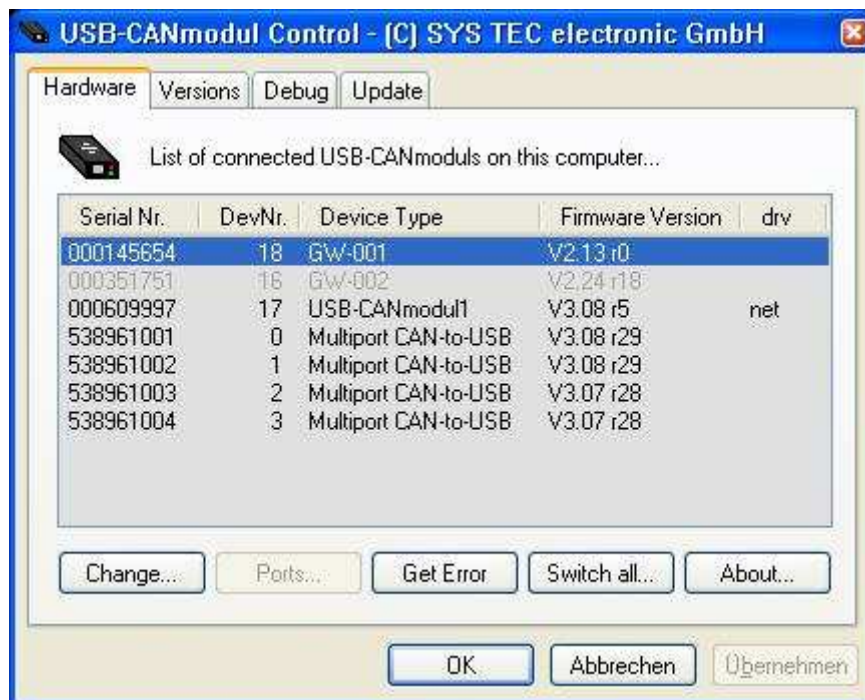 USB-CANmodul Control - (C) SYS TEC electronic GmbH
Hardware Versions Debug Update
List of connected USB-CANmoduls on this computer...
Serial Nr. DevNr. Device Type Firmware Version drv
000145654 18 GW-001 V2.13 r0
000351751 16 GW-002 V2.24 r18
000609997 17 USB-CANmodul1 V3.08 r5 net
538961001 0 Multiport CAN-to-USB V3.08 r29
538961002 1 Multiport CAN-to-USB V3.08 r29
538961003 2 Multiport CAN-to-USB V3.07 r28
538961004 3 Multiport CAN-to-USB V3.07 r28
Change... Ports... Get Error Switch all... About...
OK Abbrechen Übernehmen